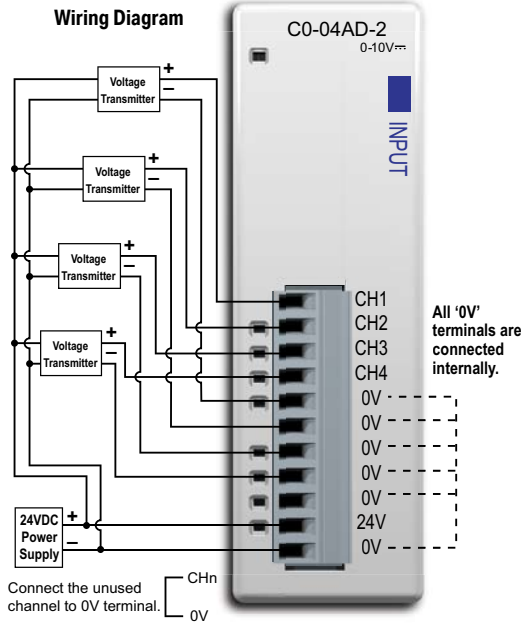 Wiring Diagram
C0-04AD-2
0-10V⎓
INPUT
Voltage
Transmitter
+
–
Voltage
Transmitter
+
–
Voltage
Transmitter
+
–
Voltage
Transmitter
+
–
CH1
CH2
CH3
CH4
0V
0V
0V
0V
0V
24V
0V
All ‘0V’
terminals are
connected
internally.
24VDC
Power
Supply
+
–
Connect the unused
channel to 0V terminal.
CHn
0V